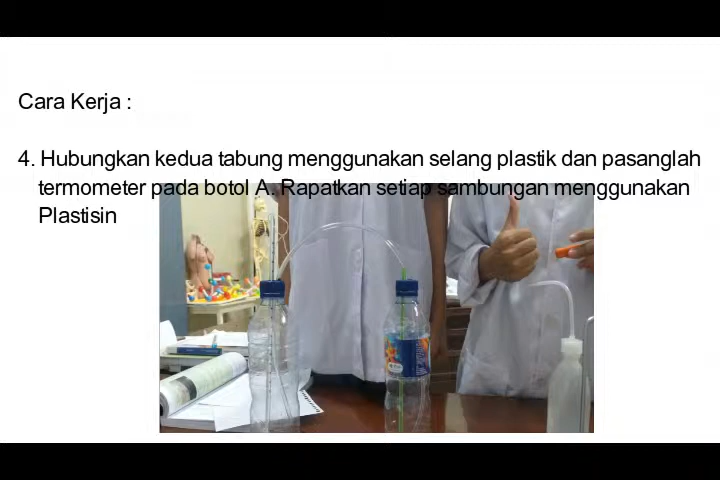 Cara Kerja :
4. Hubungkan kedua tabung menggunakan selang plastik dan pasanglah
termometer pada botol A. Rapatkan setiap sambungan menggunakan
Plastisin